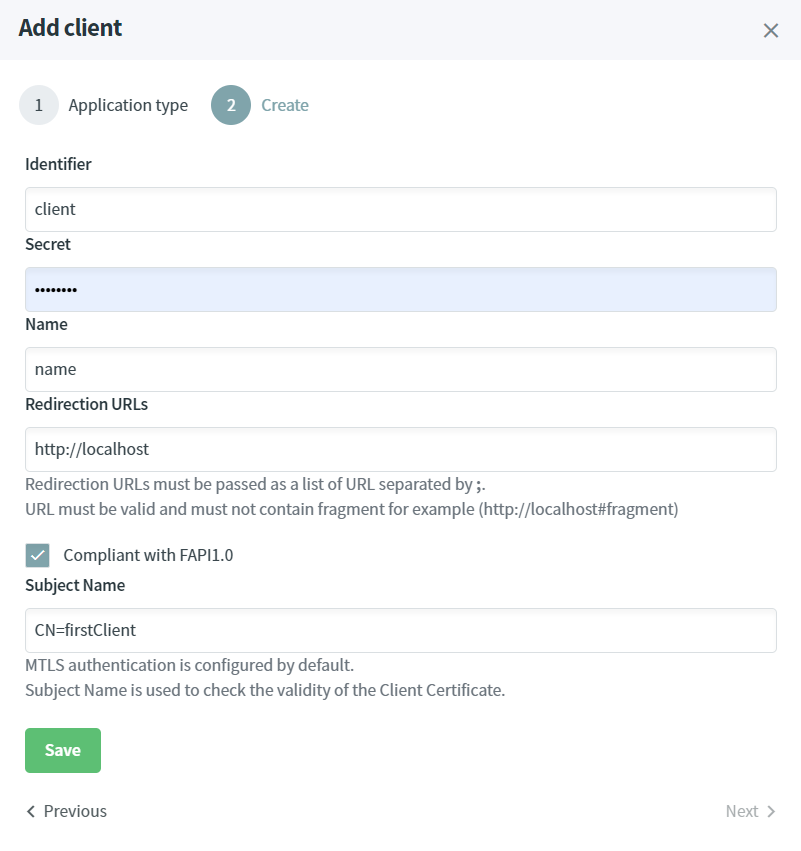 Add client
1 Application type 2 Create
Identifier
client
Secret
••••••••
Name
name
Redirection URLs
http://localhost
Redirection URLs must be passed as a list of URL separated by ;.
URL must be valid and must not contain fragment for example (http://localhost#fragment)
Compliant with FAPI1.0
Subject Name
CN=firstClient
MTLS authentication is configured by default.
Subject Name is used to check the validity of the Client Certificate.
Save
Previous Next